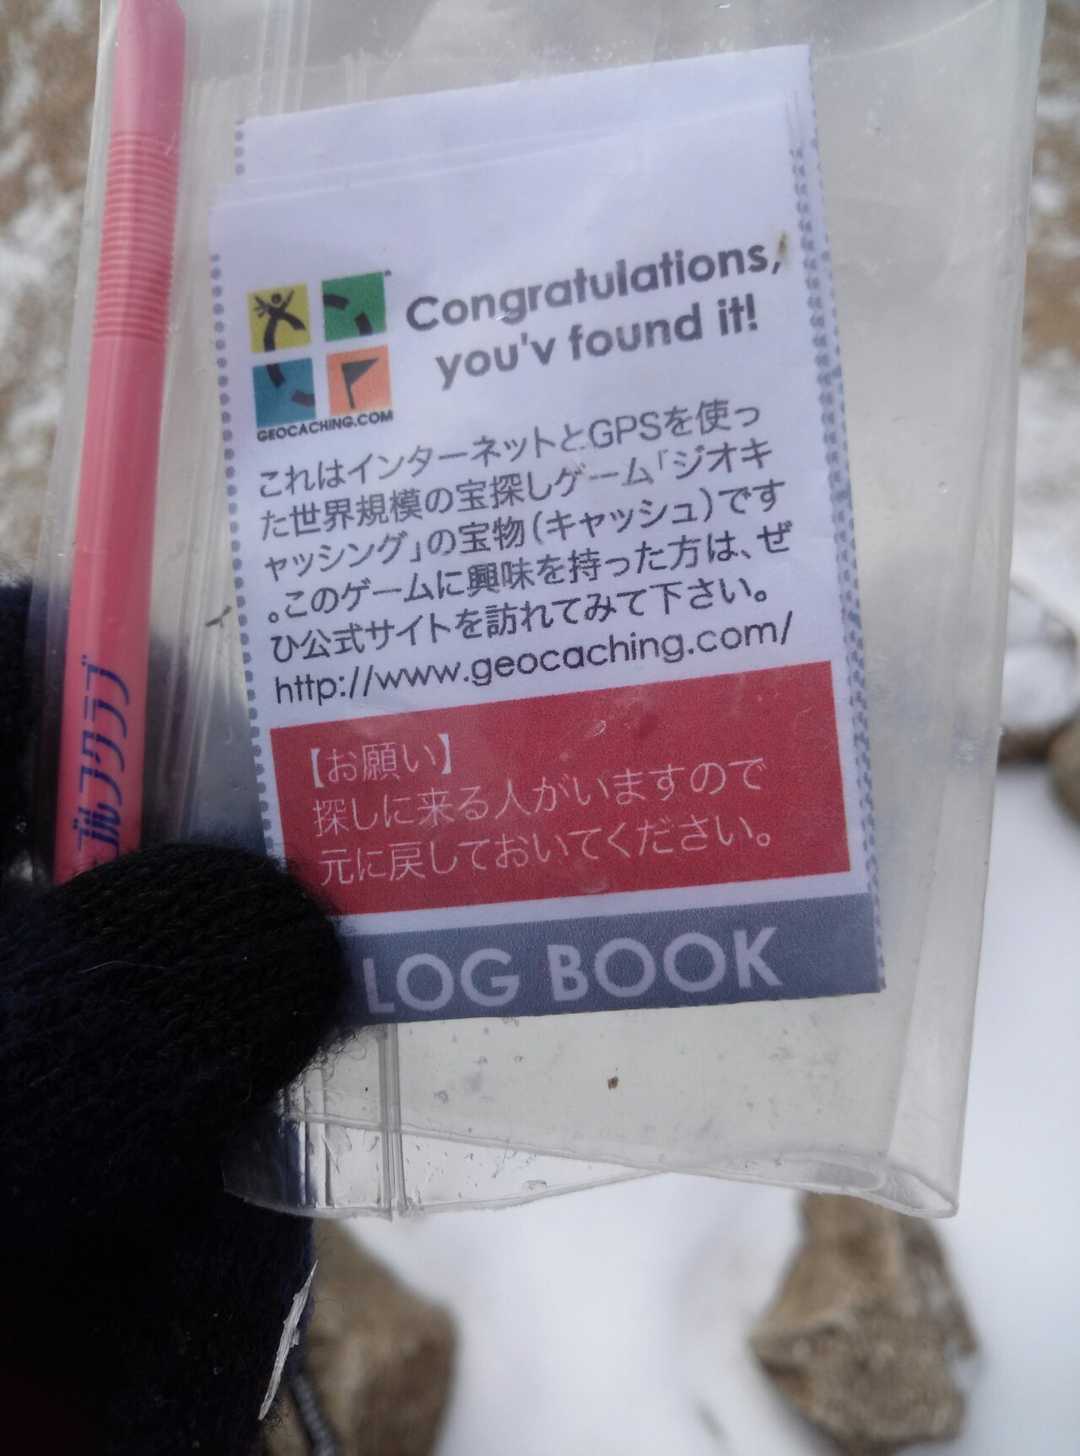 Congratulations,
you'v found it!
GEOCACHING.COM
これはインターネットとGPSを使っ
た世界規模の宝探しゲーム「ジオキ
ャッシング」の宝物（キャッシュ）です
。このゲームに興味を持った方は、ぜ
ひ公式サイトを訪れてみて下さい。
http://www.geocaching.com/
【お願い】
探しに来る人がいますので
元に戻しておいてください。
LOG BOOK
ゴルフクラブ